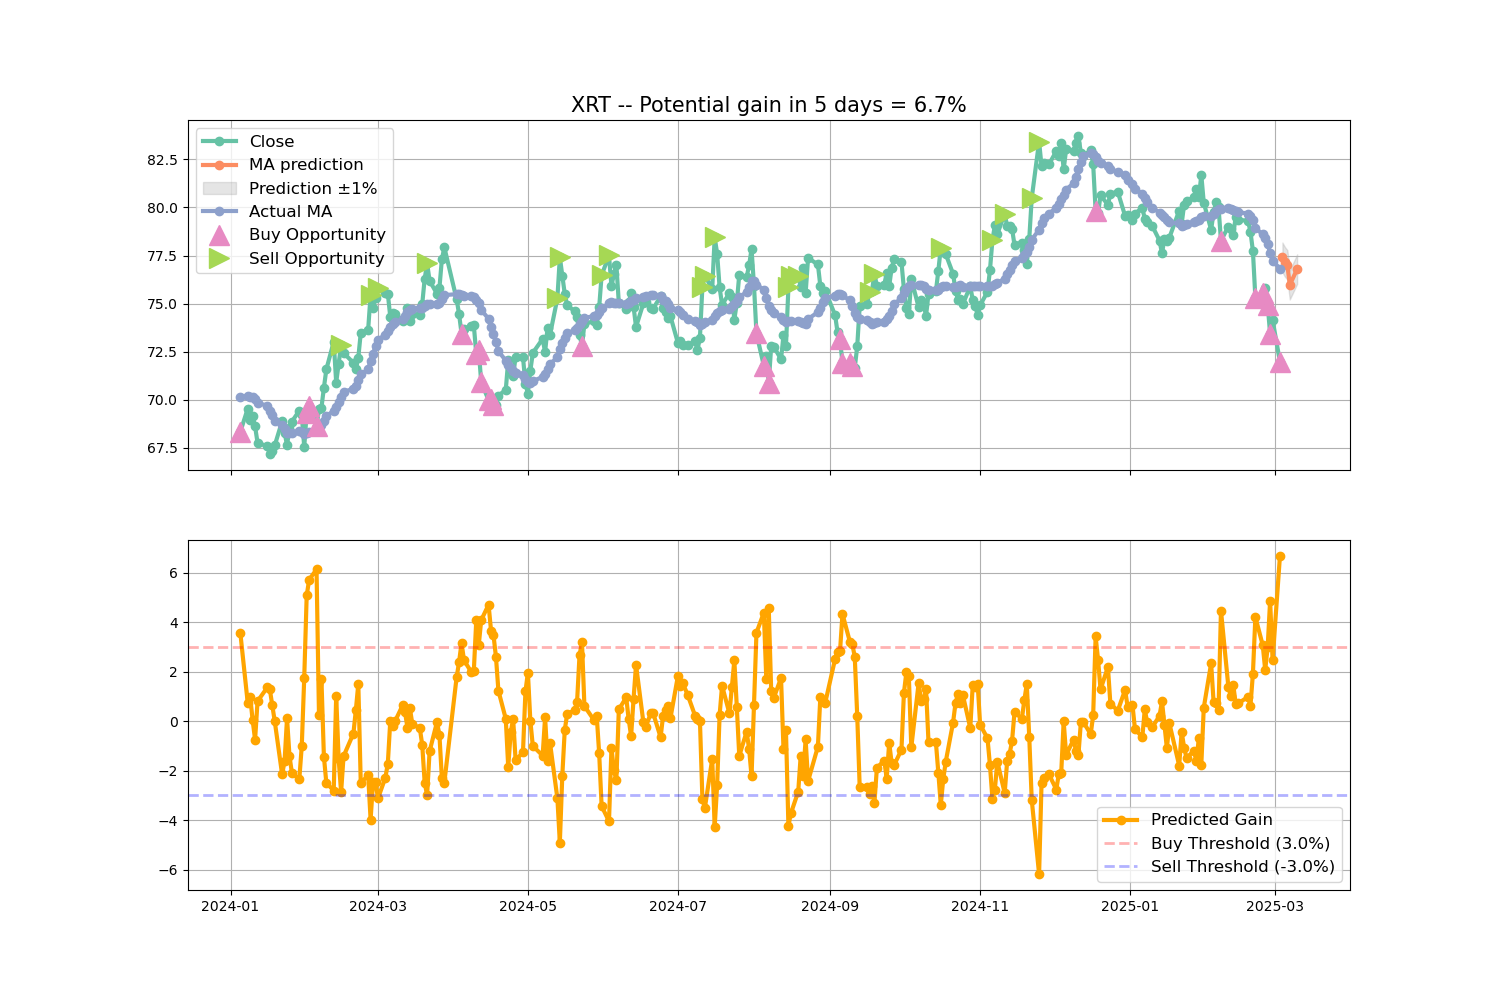 XRT -- Potential gain in 5 days = 6.7%
Close
MA prediction
Prediction ±1%
Actual MA
Buy Opportunity
Sell Opportunity
82.5
80.0
77.5
75.0
72.5
70.0
67.5
6
4
2
0
−2
−4
−6
Predicted Gain
Buy Threshold (3.0%)
Sell Threshold (-3.0%)
2024-01 2024-03 2024-05 2024-07 2024-09 2024-11 2025-01 2025-03